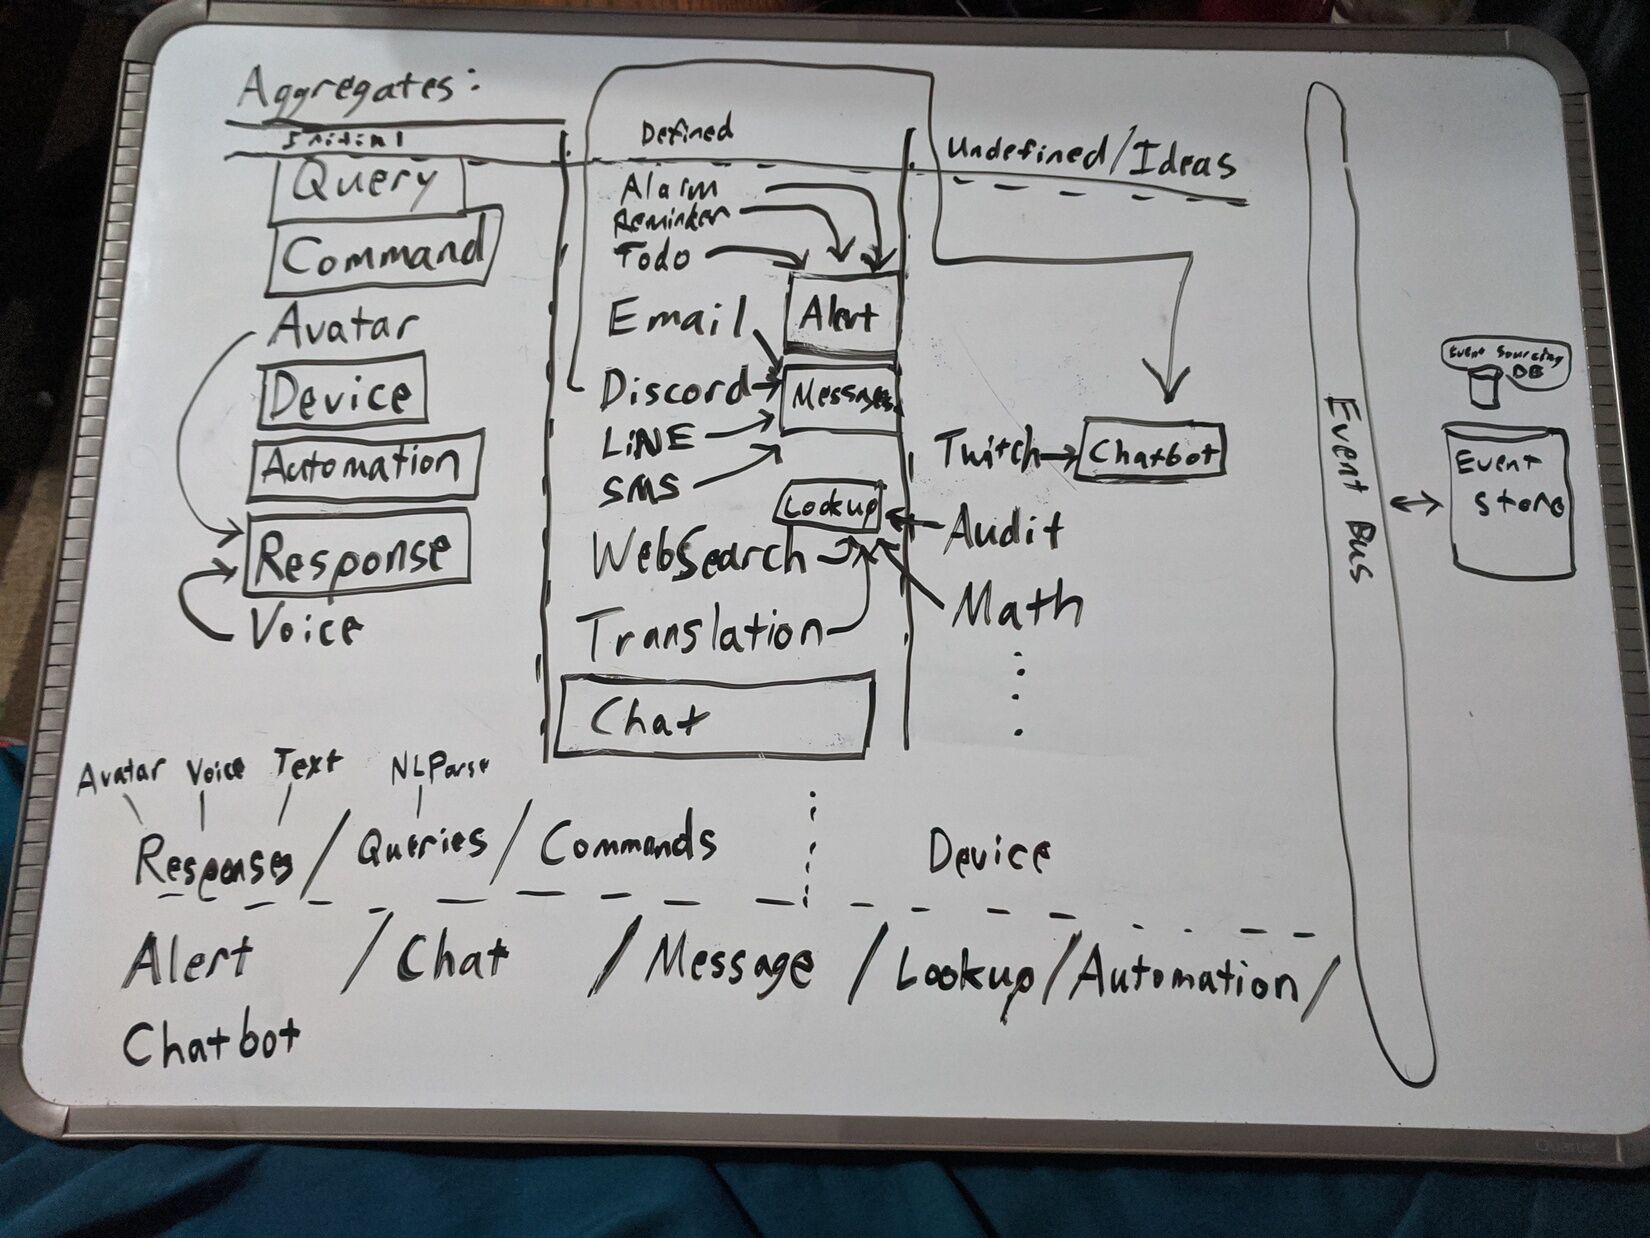 Aggregates:
Initial
Query
Command
Avatar
Device
Automation
Response
Voice
Defined
Alarm
Reminder
Todo
Alert
Email
Discord
Messages
LiNE
SMS
Lookup
WebSearch
Translation
Chat
Undefined/Ideas
Twitch
Chatbot
Audit
Math
Event Bus
Event Sourcing
DB
Event
Store
Avatar Voice Text NLParse
Responses / Queries / Commands Device
Alert / Chat / Message / Lookup / Automation /
Chatbot
Quartet